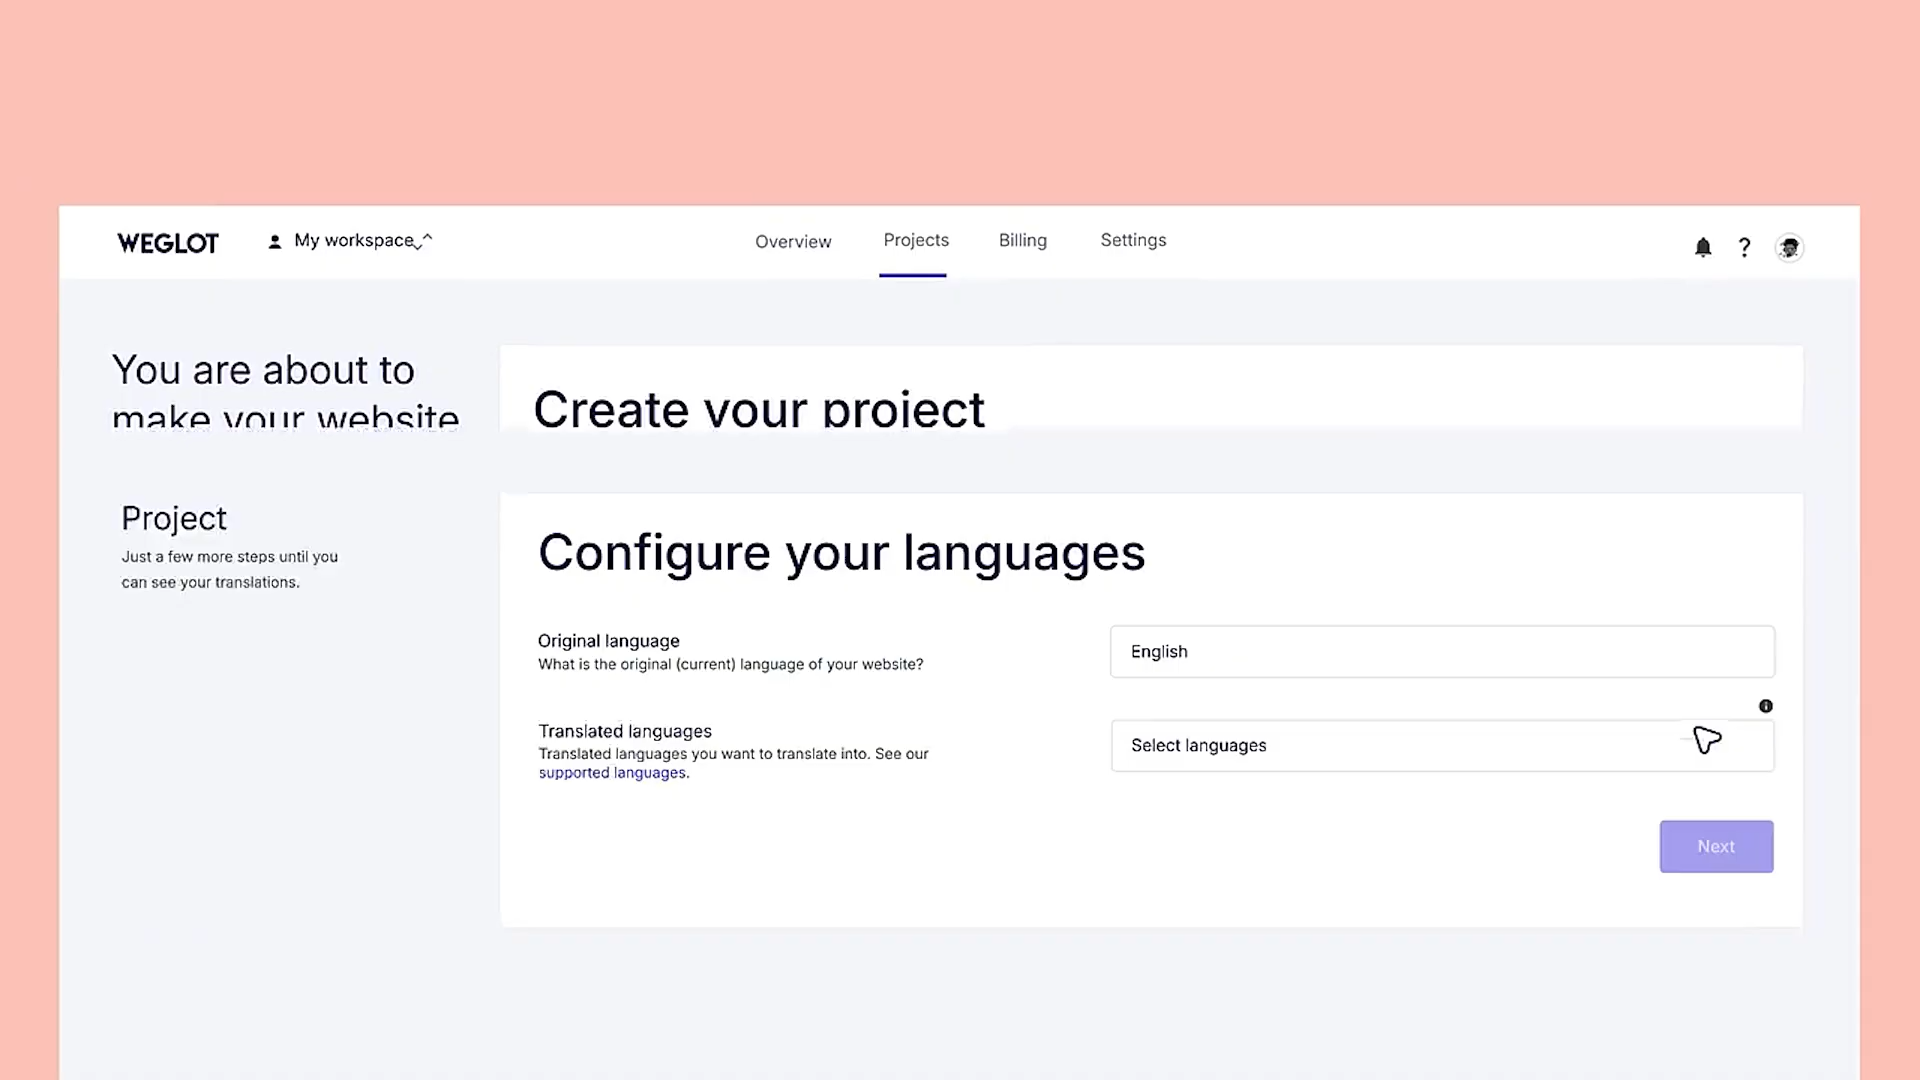 WEGLOT
My workspace
Overview
Projects
Billing
Settings
?
You are about to
make your website
Create your project
Project
Just a few more steps until you
can see your translations.
Configure your languages
Original language
What is the original (current) language of your website?
English
Translated languages
Translated languages you want to translate into. See our
supported languages.
Select languages
Next